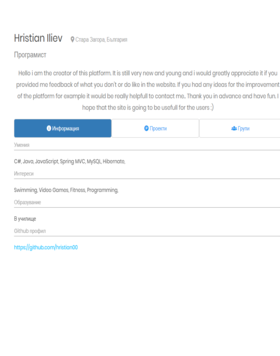 Hristian Iliev Стара Загора, България
Програмист
Hello i am the creator of this platform. It is still very new and young and i would greatly appreciate it if you
provided me feedback of what you don't or do like in the website. If you had any ideas for the improvement
of the platform for example it would be really helpfull to contact me.. Thank you in advance and have fun. I
hope that the site is going to be usefull for the users :)
Информация Проекти Групи
Умения
C#, Java, JavaScript, Spring MVC, MySQL, Hibernate,
Интереси
Swimming, Video Games, Fitness, Programming,
Образование
В училище
Github профил
https://github.com/hristian00